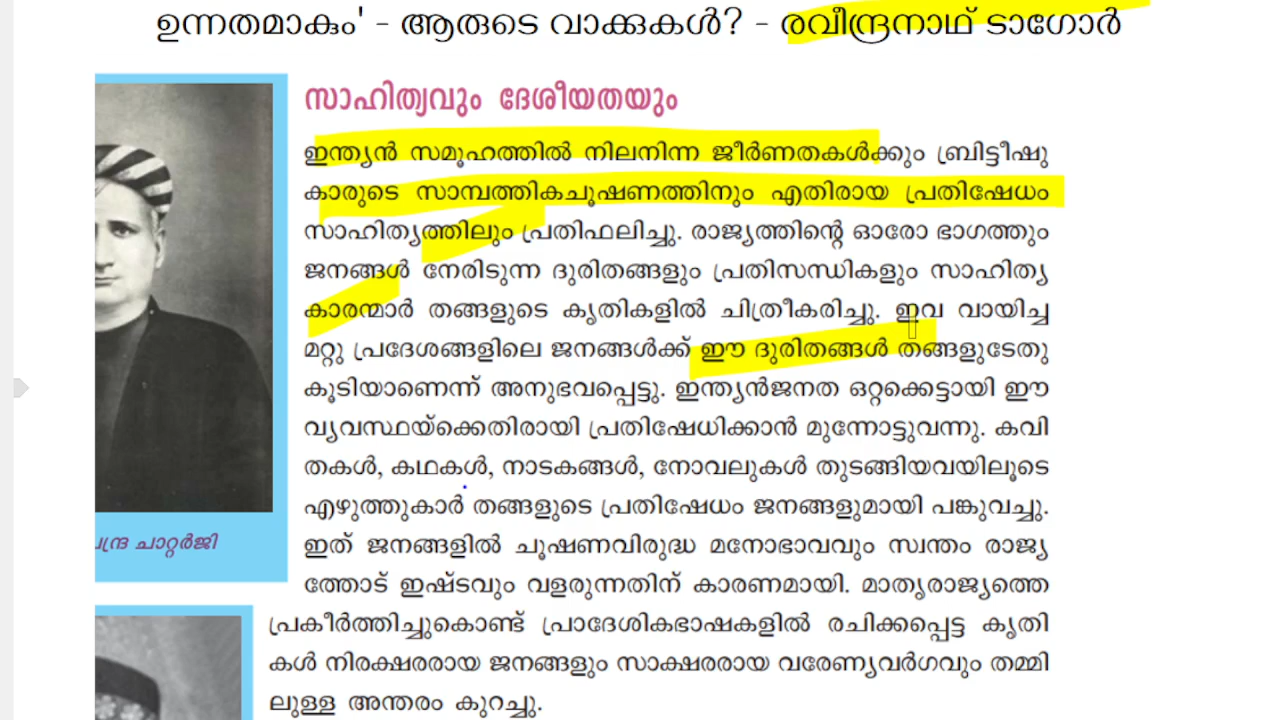 ഉന്നതമാകും' - ആരുടെ വാക്കുകൾ? - രവീന്ദ്രനാഥ് ടാഗോർ
സാഹിത്യവും ദേശീയതയും
ഇന്ത്യൻ സമൂഹത്തിൽ നിലനിന്ന ജീർണതകൾക്കും ബ്രിട്ടീഷു
കാരുടെ സാമ്പത്തികചൂഷണത്തിനും എതിരായ പ്രതിഷേധം
സാഹിത്യത്തിലും പ്രതിഫലിച്ചു. രാജ്യത്തിന്റെ ഓരോ ഭാഗത്തും
ജനങ്ങൾ നേരിടുന്ന ദുരിതങ്ങളും പ്രതിസന്ധികളും സാഹിത്യ
കാരന്മാർ തങ്ങളുടെ കൃതികളിൽ ചിത്രീകരിച്ചു. ഇവ വായിച്ച
മറ്റു പ്രദേശങ്ങളിലെ ജനങ്ങൾക്ക് ഈ ദുരിതങ്ങൾ തങ്ങളുടേതു
കൂടിയാണെന്ന് അനുഭവപ്പെട്ടു. ഇന്ത്യൻജനത ഒറ്റക്കെട്ടായി ഈ
വ്യവസ്ഥയ്ക്കെതിരായി പ്രതിഷേധിക്കാൻ മുന്നോട്ടുവന്നു. കവി
തകൾ, കഥകൾ, നാടകങ്ങൾ, നോവലുകൾ തുടങ്ങിയവയിലൂടെ
എഴുത്തുകാർ തങ്ങളുടെ പ്രതിഷേധം ജനങ്ങളുമായി പങ്കുവച്ചു.
ഇത് ജനങ്ങളിൽ ചൂഷണവിരുദ്ധ മനോഭാവവും സ്വന്തം രാജ്യ
ത്തോട് ഇഷ്ടവും വളരുന്നതിന് കാരണമായി. മാതൃരാജ്യത്തെ
പ്രകീർത്തിച്ചുകൊണ്ട് പ്രാദേശികഭാഷകളിൽ രചിക്കപ്പെട്ട കൃതി
കൾ നിരക്ഷരരായ ജനങ്ങളും സാക്ഷരരായ വരേണ്യവർഗവും തമ്മി
ലുള്ള അന്തരം കുറച്ചു.
ചാറ്റർജി